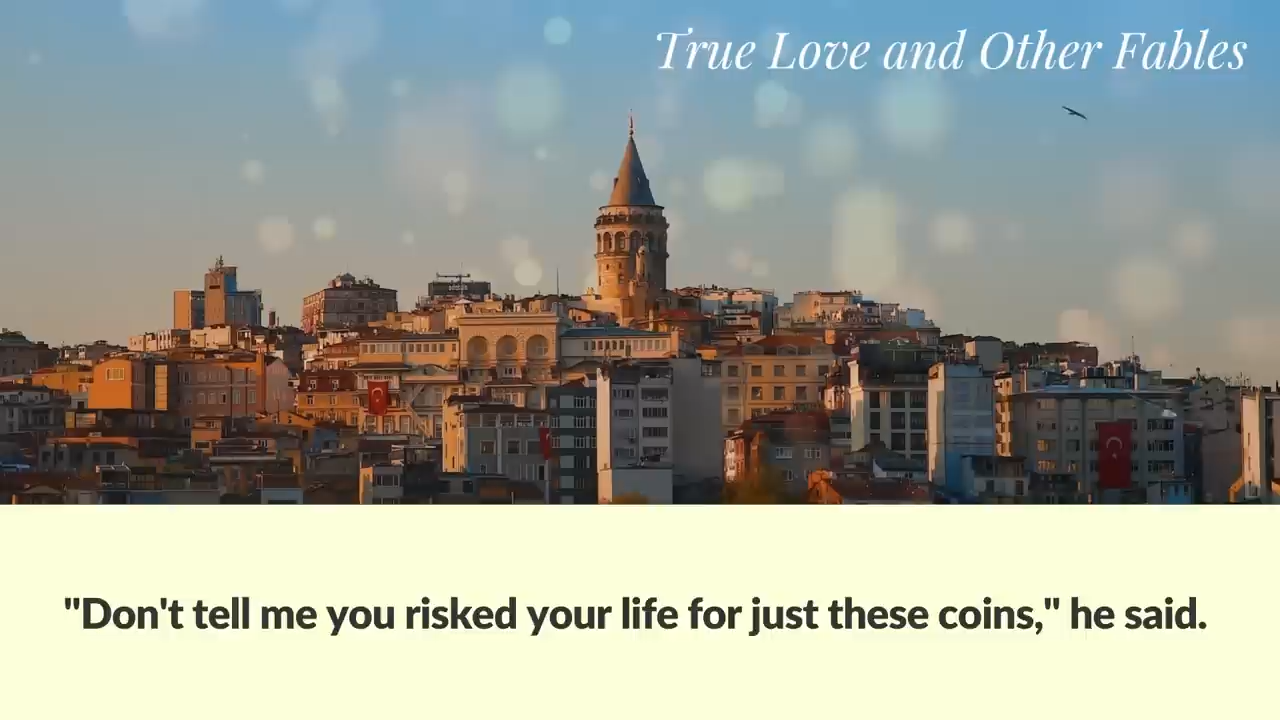 True Love and Other Fables
"Don't tell me you risked your life for just these coins," he said.